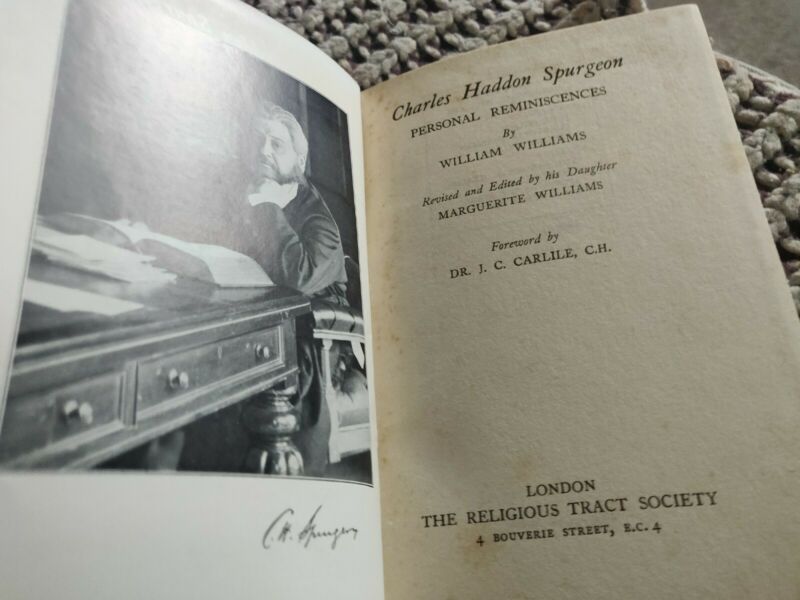 C. H. Spurgeon
Charles Haddon Spurgeon
PERSONAL REMINISCENCES
By
WILLIAM WILLIAMS
Revised and Edited by his Daughter
MARGUERITE WILLIAMS
Foreword by
DR. J. C. CARLILE, C.H.
LONDON
THE RELIGIOUS TRACT SOCIETY
4 BOUVERIE STREET, E.C. 4